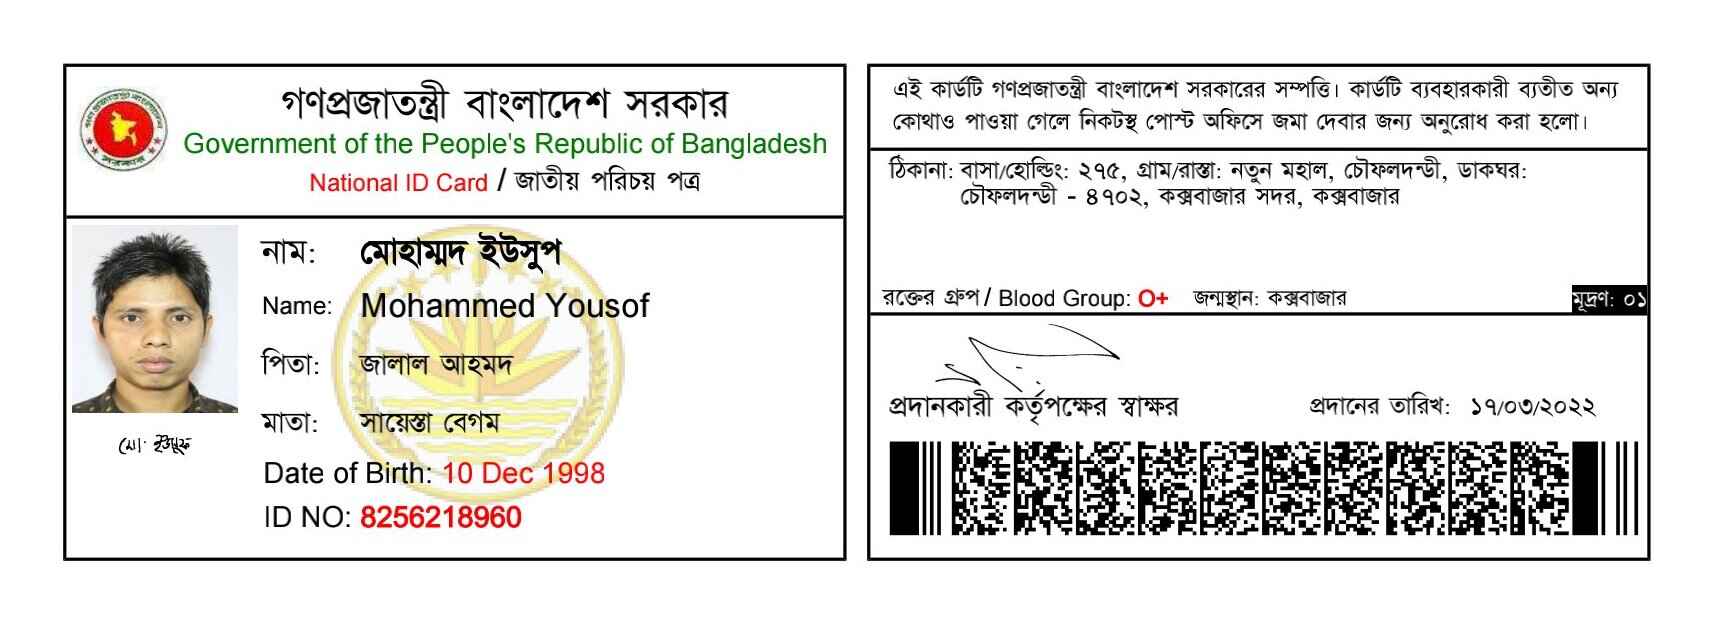 গণপ্রজাতন্ত্রী বাংলাদেশ সরকার
Government of the People's Republic of Bangladesh
National ID Card / জাতীয় পরিচয় পত্র
নাম: মোহাম্মদ ইউসুপ
Name: Mohammed Yousof
পিতা: জালাল আহমদ
মাতা: সায়েস্তা বেগম
Date of Birth: 10 Dec 1998
ID NO: 8256218960
মো: ইউসুফ
এই কার্ডটি গণপ্রজাতন্ত্রী বাংলাদেশ সরকারের সম্পত্তি। কার্ডটি ব্যবহারকারী ব্যতীত অন্য
কোথাও পাওয়া গেলে নিকটস্থ পোস্ট অফিসে জমা দেবার জন্য অনুরোধ করা হলো।
ঠিকানা: বাসা/হোল্ডিং: ২৭৫, গ্রাম/রাস্তা: নতুন মহাল, চৌফলদন্ডী, ডাকঘর:
চৌফলদন্ডী - ৪৭০২, কক্সবাজার সদর, কক্সবাজার
রক্তের গ্রুপ / Blood Group: O+ জন্মস্থান: কক্সবাজার
মূদ্রণ: ০১
প্রদানকারী কর্তৃপক্ষের স্বাক্ষর
প্রদানের তারিখ: ১৭/০৩/২০২২